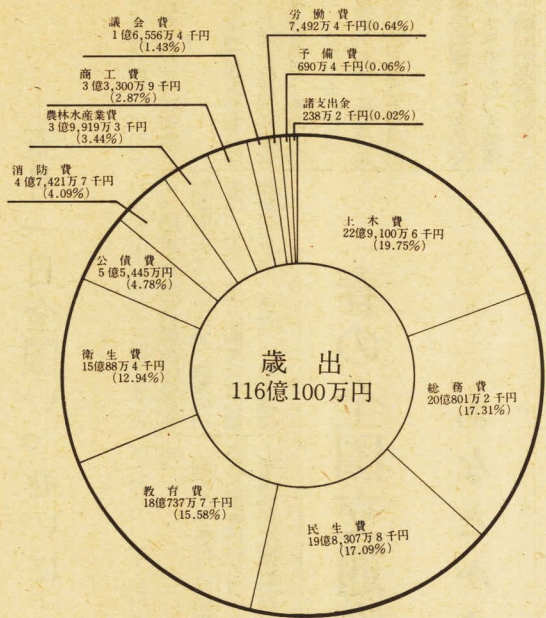 労働費
7,492万4千円(0.64%)
議会費
1億6,556万4千円
(1.43%)
予備費
690万4千円(0.06%)
商工費
3億3,300万9千円
(2.87%)
諸支出金
238万2千円(0.02%)
農林水産業費
3億9,919万3千円
(3.44%)
消防費
4億7,421万7千円
(4.09%)
土木費
22億9,100万6千円
(19.75%)
公債費
5億5,445万円
(4.78%)
衛生費
15億88万4千円
(12.94%)
歳出
116億100万円
総務費
20億801万2千円
(17.31%)
教育費
18億737万7千円
(15.58%)
民生費
19億8,307万8千円
(17.09%)